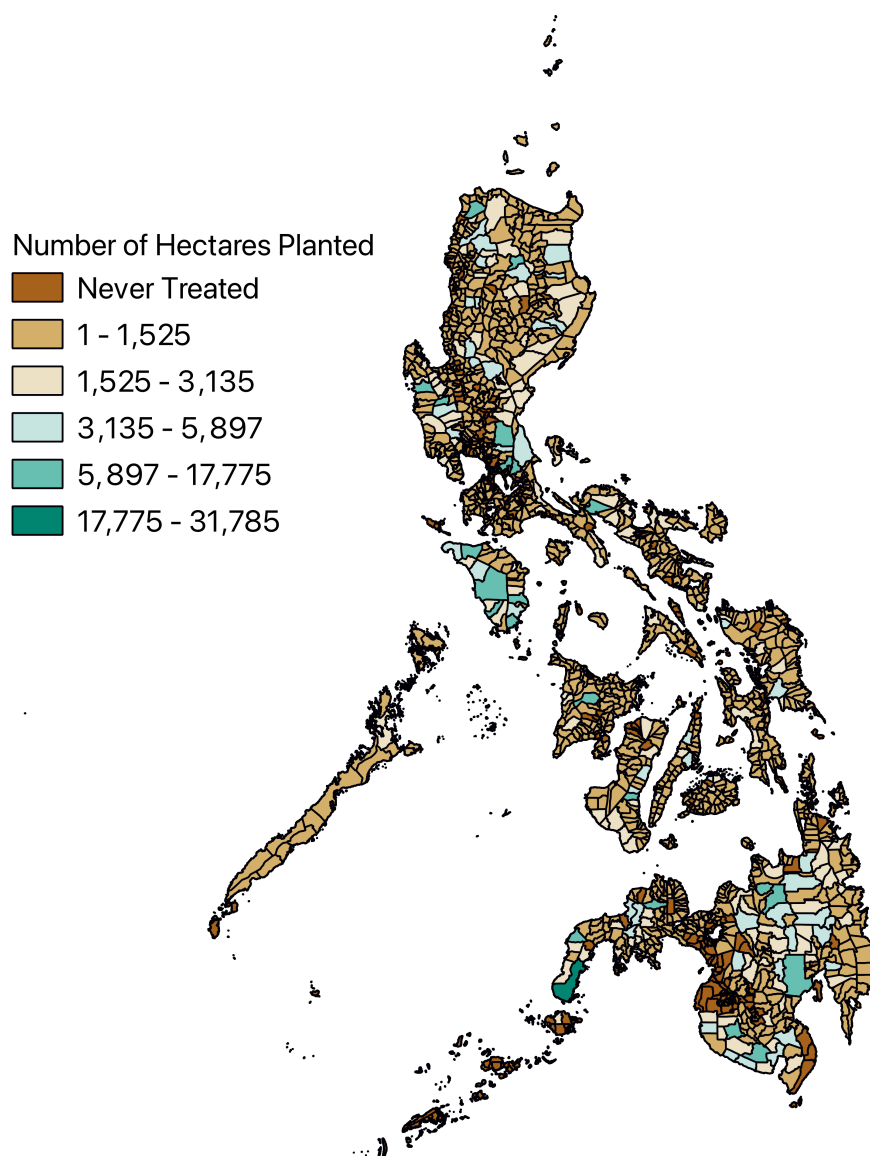 Number of Hectares Planted
Never Treated
1 - 1,525
1,525 - 3,135
3,135 - 5,897
5,897 - 17,775
17,775 - 31,785